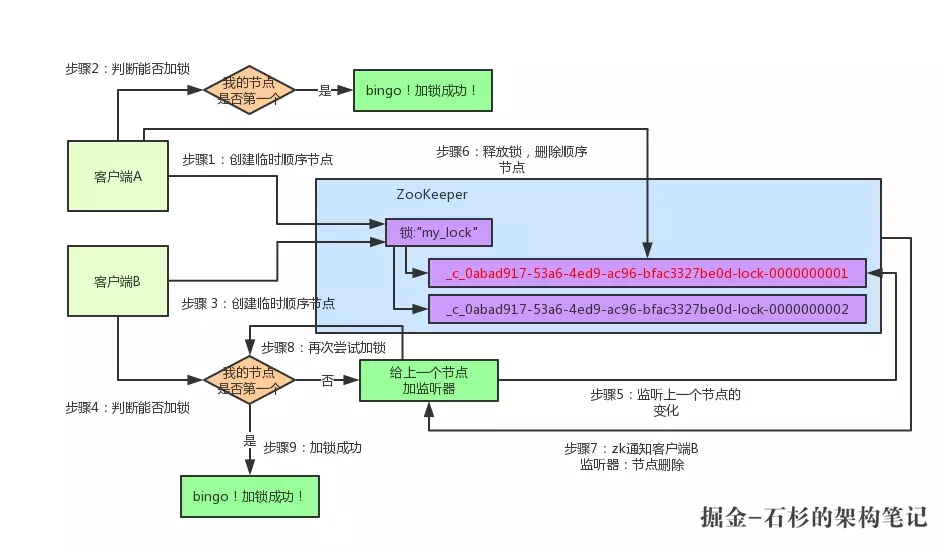 步骤2：判断能否加锁
我的节点
是否第一个
是
bingo！加锁成功！
客户端A
步骤1：创建临时顺序节点
步骤6：释放锁，删除顺序
节点
ZooKeeper
锁:"my_lock"
_c_0abad917-53a6-4ed9-ac96-bfac3327be0d-lock-0000000001
_c_0abad917-53a6-4ed9-ac96-bfac3327be0d-lock-0000000002
客户端B
步骤 3：创建临时顺序节点
步骤8：再次尝试加锁
我的节点
是否第一个
否
给上一个节点
加监听器
步骤5：监听上一个节点的
变化
步骤4：判断能否加锁
是
步骤9：加锁成功
步骤7：zk通知客户端B
监听器：节点删除
bingo！加锁成功！
掘金-石杉的架构笔记